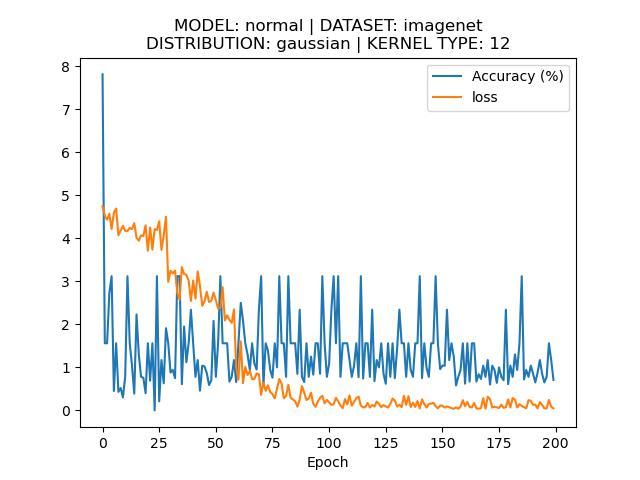 MODEL: normal | DATASET: imagenet
DISTRIBUTION: gaussian | KERNEL TYPE: 12
Accuracy (%)
loss
8
7
6
5
4
3
2
1
0
0 25 50 75 100 125 150 175 200
Epoch